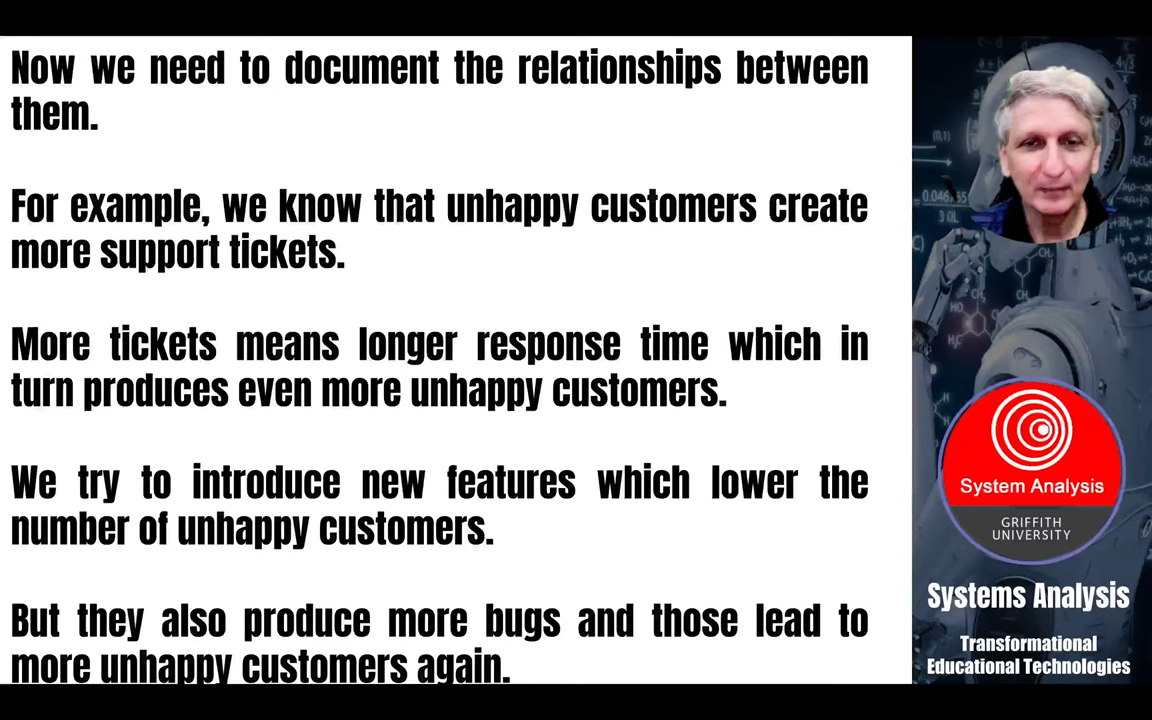 Now we need to document the relationships between
them.
For example, we know that unhappy customers create
more support tickets.
More tickets means longer response time which in
turn produces even more unhappy customers.
We try to introduce new features which lower the
number of unhappy customers.
But they also produce more bugs and those lead to
more unhappy customers again.
System Analysis
GRIFFITH
UNIVERSITY
Systems Analysis
Transformational
Educational Technologies